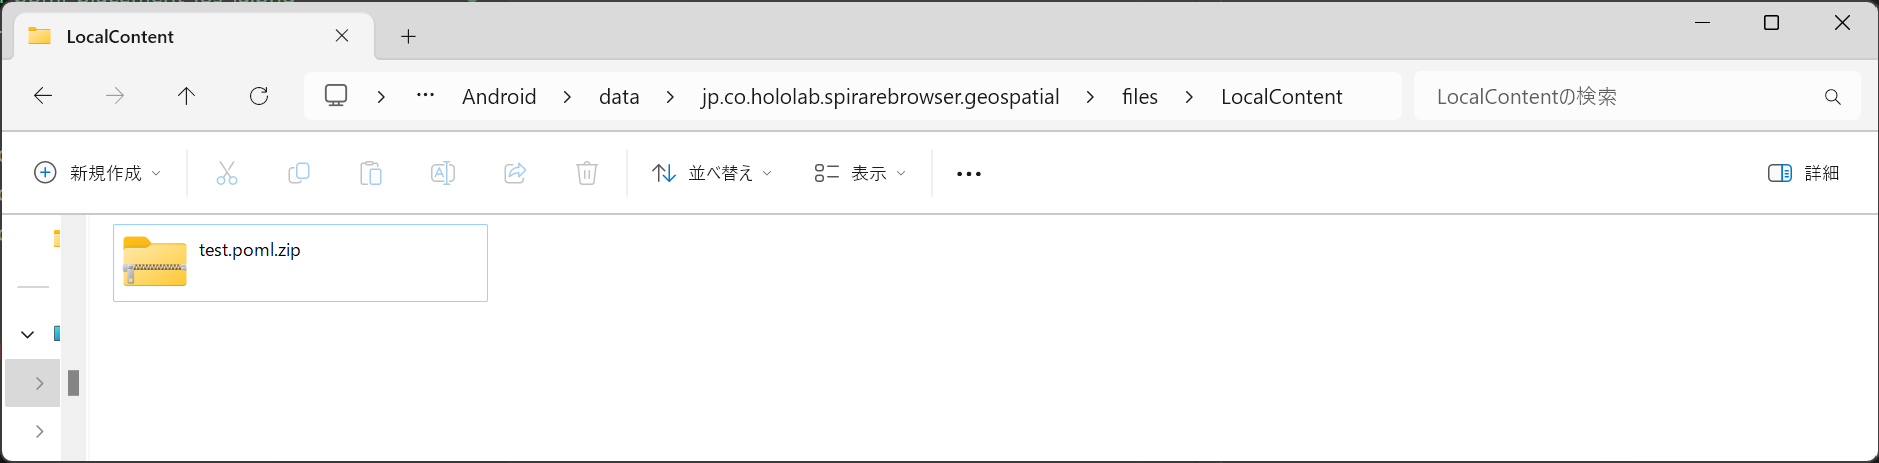 LocalContent
Android data jp.co.hololab.spirarebrowser.geospatial files LocalContent LocalContentの検索
新規作成 並べ替え 表示 詳細
test.poml.zip